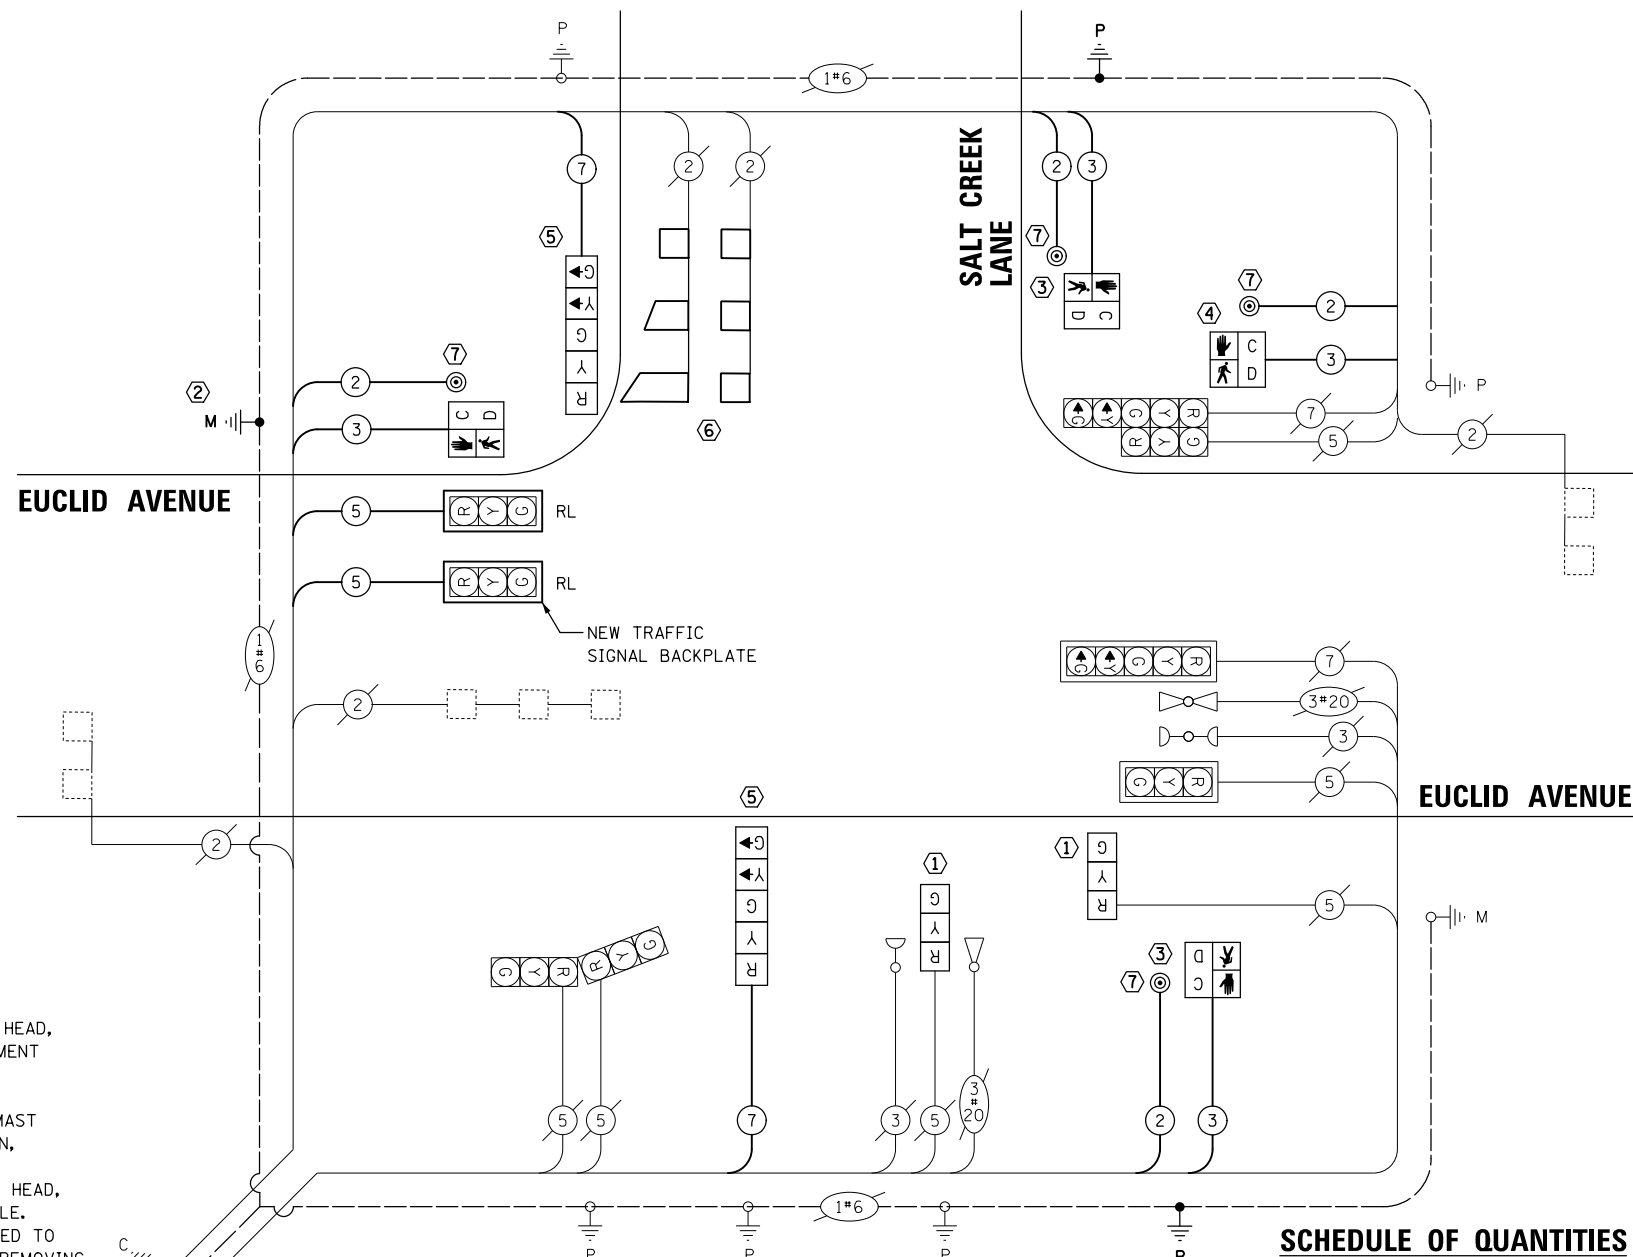 P
P
1#6
SALT CREEK
LANE
2
2
2
3
7
5
G
Y
G
Y
R
7
3
D C
7
2
4
C
D
3
P
7
2
2
M
3
C D
6
G Y G Y R
7
R Y G
5
2
EUCLID AVENUE
5
R Y G
RL
5
R Y G
RL
NEW TRAFFIC
SIGNAL BACKPLATE
1
#
6
2
G Y G Y R
7
3#20
3
G Y R
5
EUCLID AVENUE
2
5
G
Y
G
Y
R
7
1
G
Y
R
5
1
G
Y
R
5
M
G Y R
R Y G
5
5
3
3
#
20
3
7
D
C
2
3
HEAD,
MENT
MAST
N,
HEAD,
LE.
ED TO
REMOVING
C
1#6
P
P
P
P
SCHEDULE OF QUANTITIES